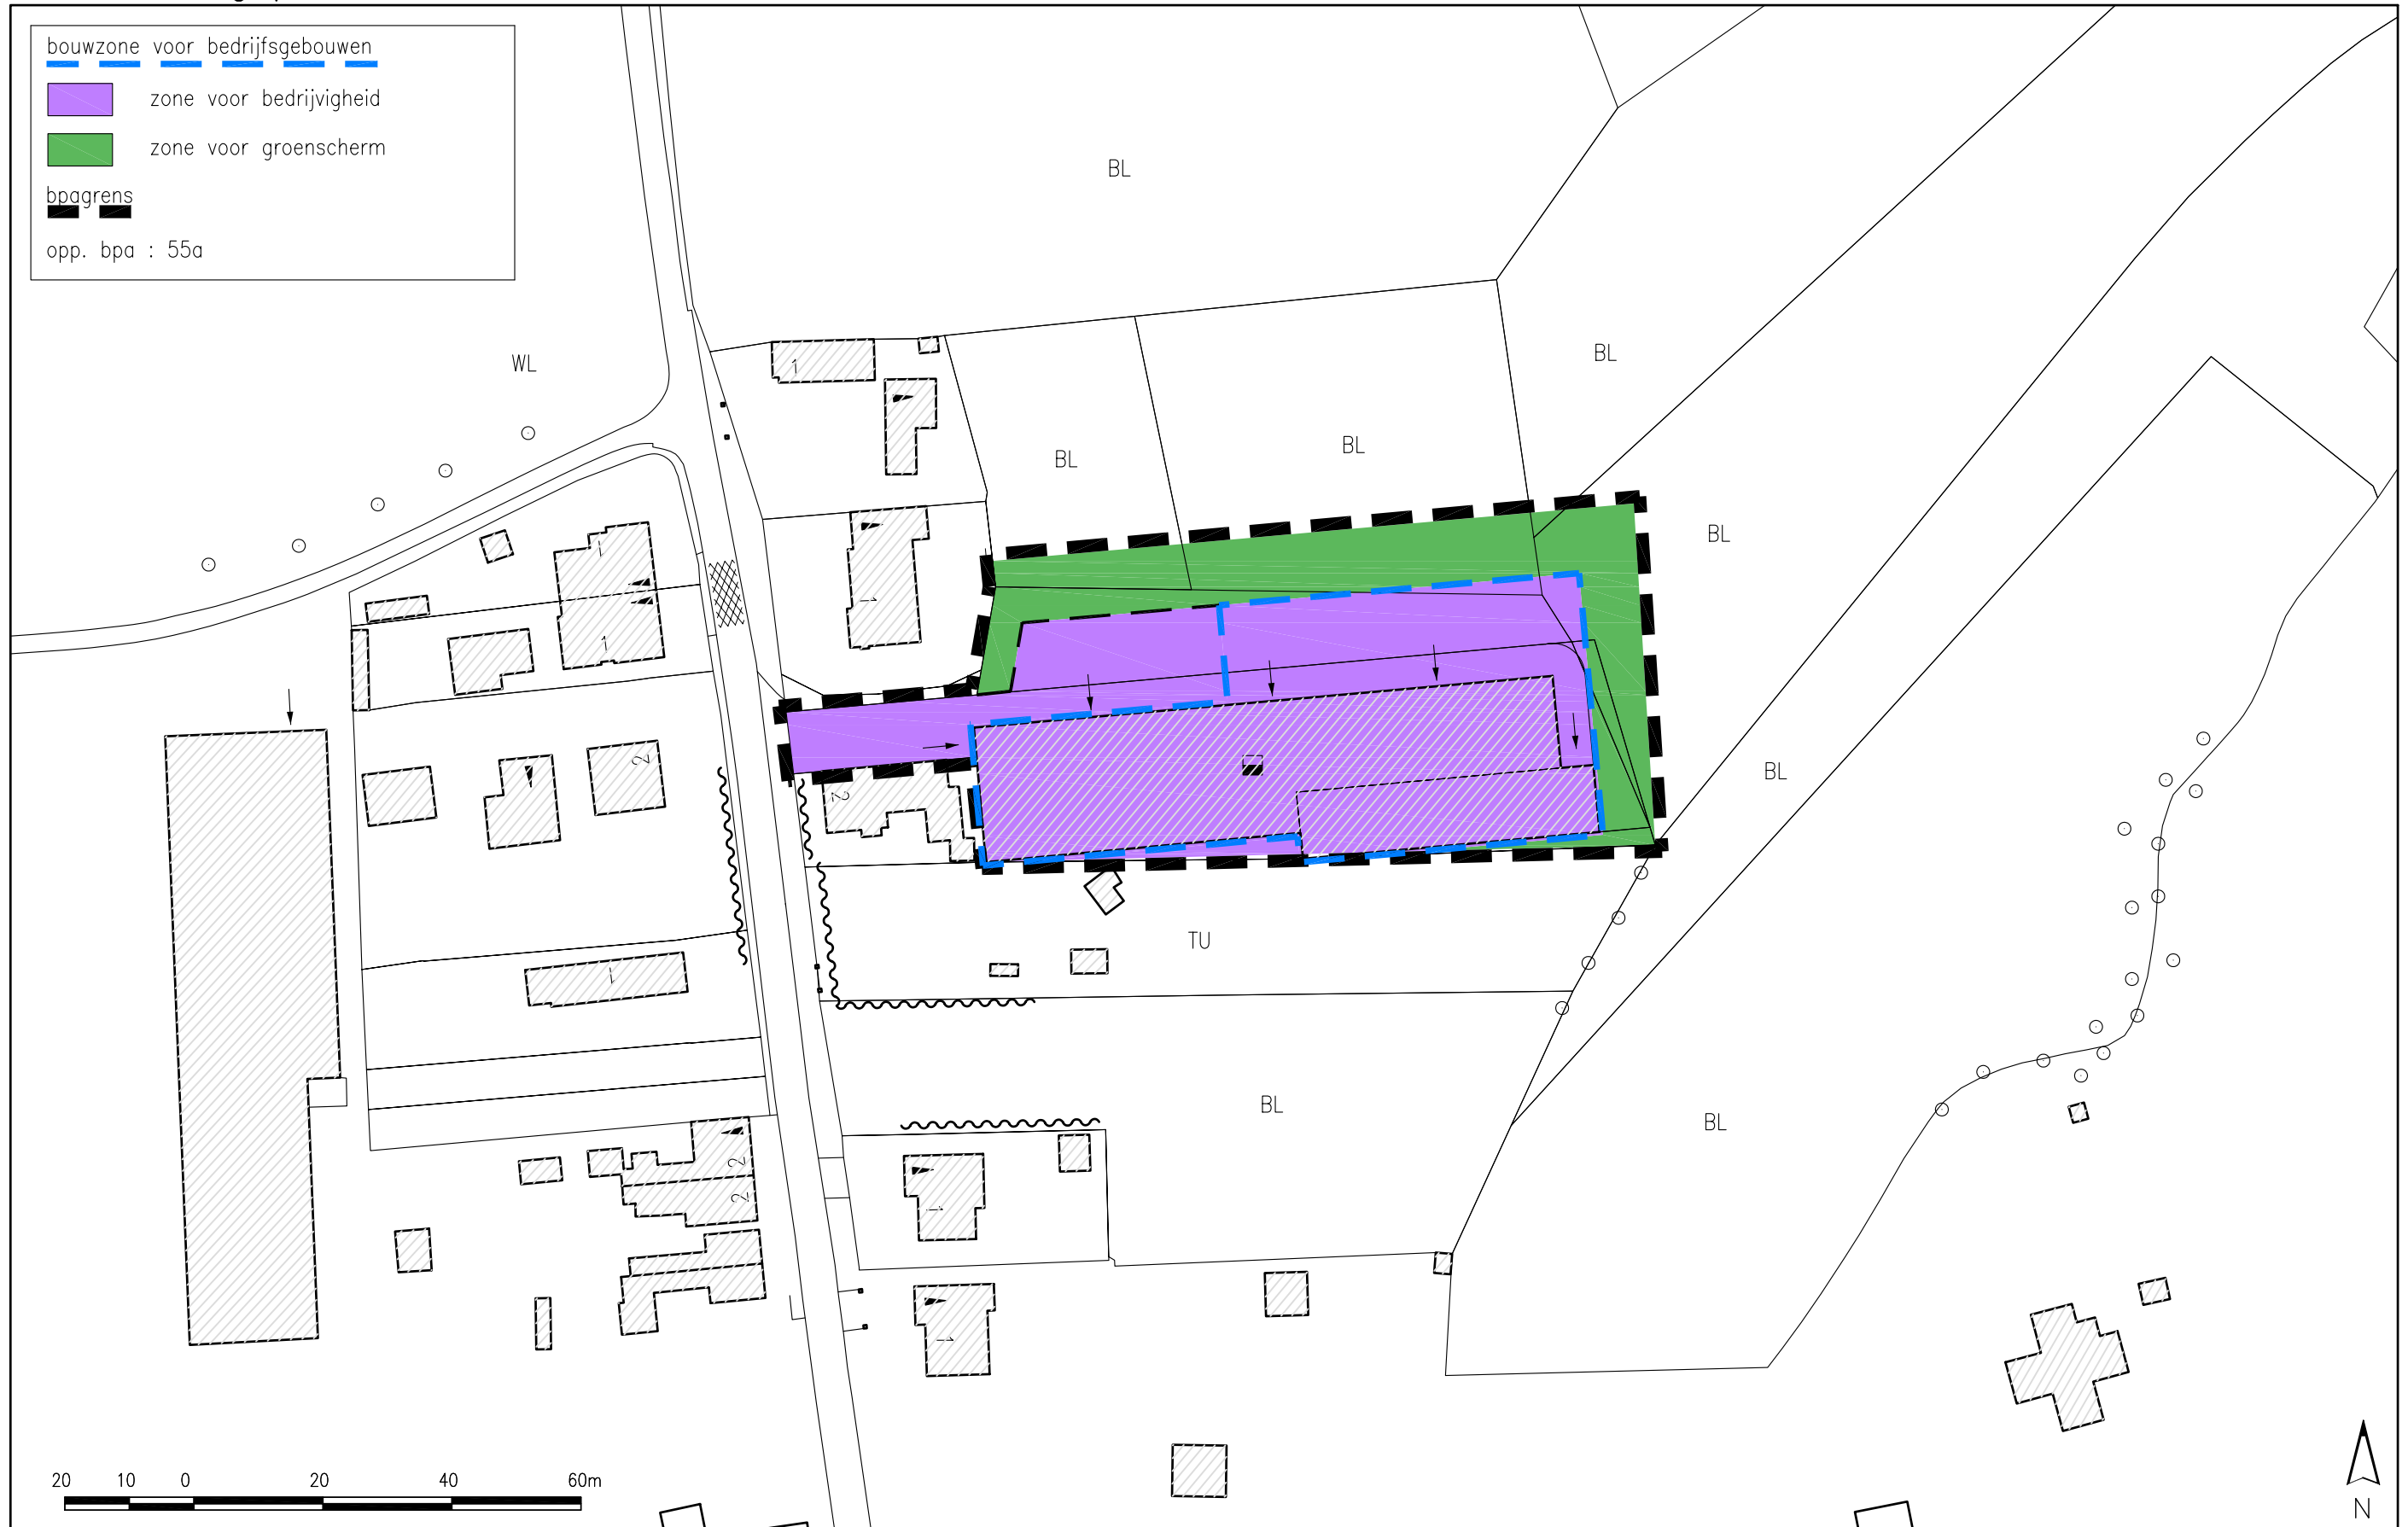 bouwzone voor bedrijfsgebouwen
zone voor bedrijvigheid
zone voor groenscherm
bpagrens
opp. bpa : 55a
BL
WL
1
BL
BL
BL
BL
1
1
1
BL
2
2
TU
1
BL
BL
2
2
1
1
20 10 0 20 40 60m
N